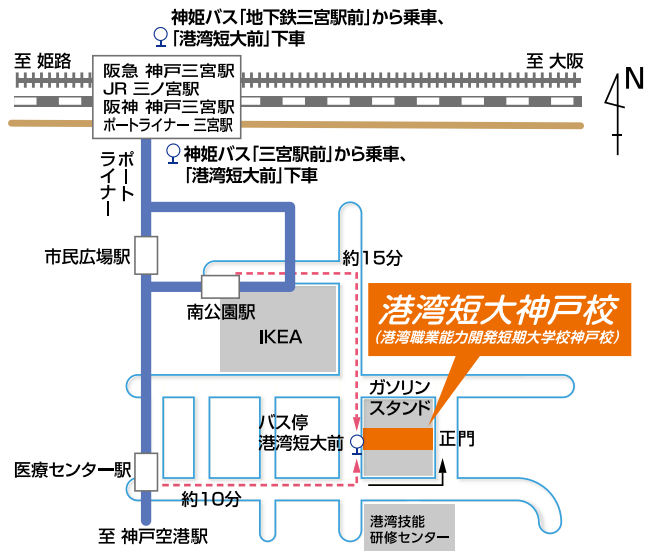 神姫バス「地下鉄三宮駅前」から乗車、
「港湾短大前」下車
至 姫路
至 大阪
阪急 神戸三宮駅
JR 三ノ宮駅
阪神 神戸三宮駅
ポートライナー 三宮駅
N
神姫バス「三宮駅前」から乗車、
「港湾短大前」下車
ポート
ライナー
市民広場駅
約15分
南公園駅
IKEA
港湾短大神戸校
(港湾職業能力開発短期大学校神戸校)
ガソリン
スタンド
バス停
港湾短大前
正門
医療センター駅
約10分
至 神戸空港駅
港湾技能
研修センター